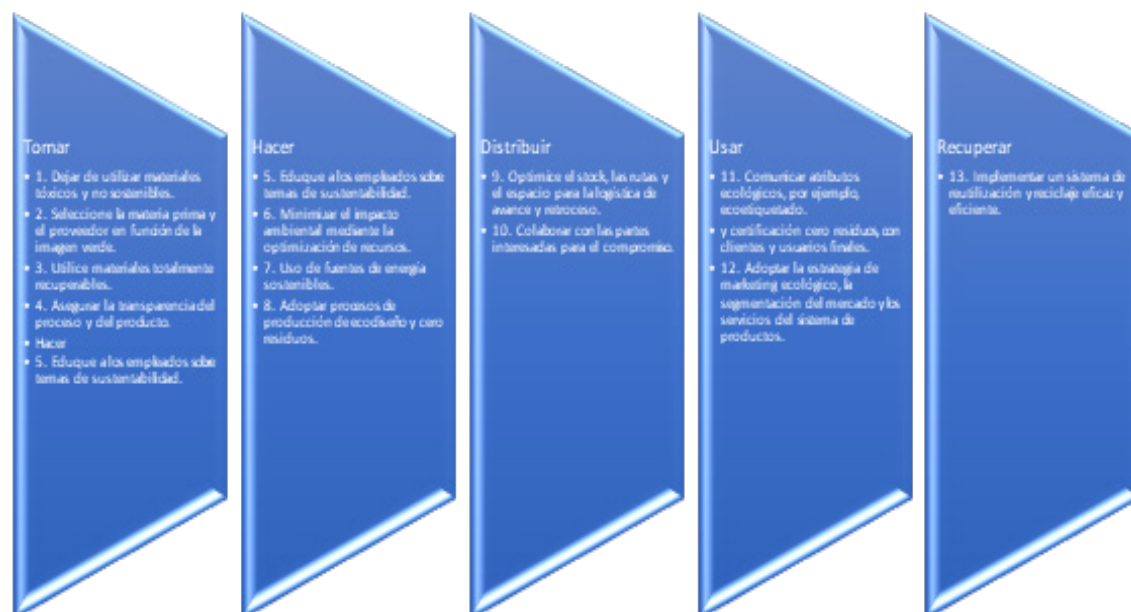 Tomar
• 1. Dejar de utilizar materiales
tóxicos y no sostenibles.
• 2. Seleccione la materia prima y
el proveedor en función de la
imagen verde.
• 3. Utilice materiales totalmente
recuperables.
• 4. Asegurar la transparencia del
proceso y del producto.
• Hacer
• 5. Eduque a los empleados sobre
temas de sustentabilidad.
Hacer
• 5. Eduque a los empleados sobre
temas de sustentabilidad.
• 6. Minimizar el impacto
ambiental mediante la
optimización de recursos.
• 7. Uso de fuentes de energía
sostenibles.
• 8. Adoptar procesos de
producción de ecodiseño y cero
residuos.
Distribuir
• 9. Optimice el stock, las rutas y
el espacio para la logística de
avance y retroceso.
• 10. Colaborar con las partes
interesadas para el compromiso.
Usar
• 11. Comunicar atributos
ecológicos, por ejemplo,
ecoetiquetado.
• y certificación cero residuos, con
clientes y usuarios finales.
• 12. Adoptar la estrategia de
marketing ecológico, la
segmentación del mercado y los
servicios del sistema de
productos.
Recuperar
• 13. Implementar un sistema de
reutilización y reciclaje eficaz y
eficiente.